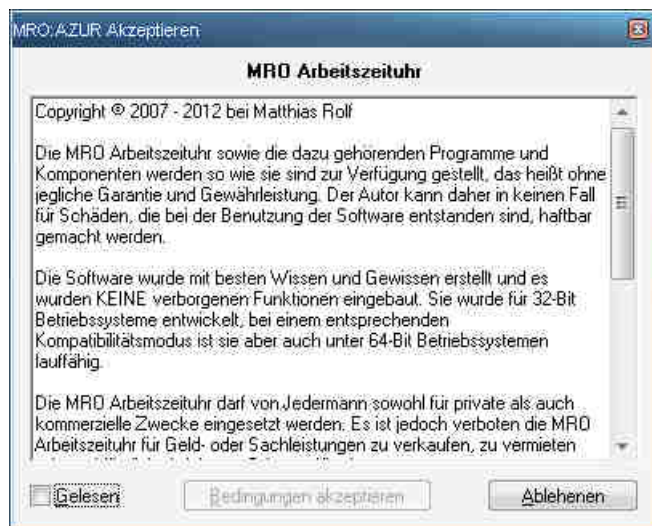 MRO:AZUR Akzeptieren
MRO Arbeitszeituhr
Copyright © 2007 - 2012 bei Matthias Rolf
Die MRO Arbeitszeituhr sowie die dazu gehörenden Programme und
Komponenten werden so wie sie sind zur Verfügung gestellt, das heißt ohne
jegliche Garantie und Gewährleistung. Der Autor kann daher in keinen Fall
für Schäden, die bei der Benutzung der Software entstanden sind, haftbar
gemacht werden.
Die Software wurde mit besten Wissen und Gewissen erstellt und es
wurden KEINE verborgenen Funktionen eingebaut. Sie wurde für 32-Bit
Betriebssysteme entwickelt, bei einem entsprechenden
Kompatibilitätsmodus ist sie aber auch unter 64-Bit Betriebssystemen
lauffähig.
Die MRO Arbeitszeituhr darf von Jedermann sowohl für private als auch
kommerzielle Zwecke eingesetzt werden. Es ist jedoch verboten die MRO
Arbeitszeituhr für Geld- oder Sachleistungen zu verkaufen, zu vermieten
Gelesen
Bedingungen akzeptieren
Ablehenen